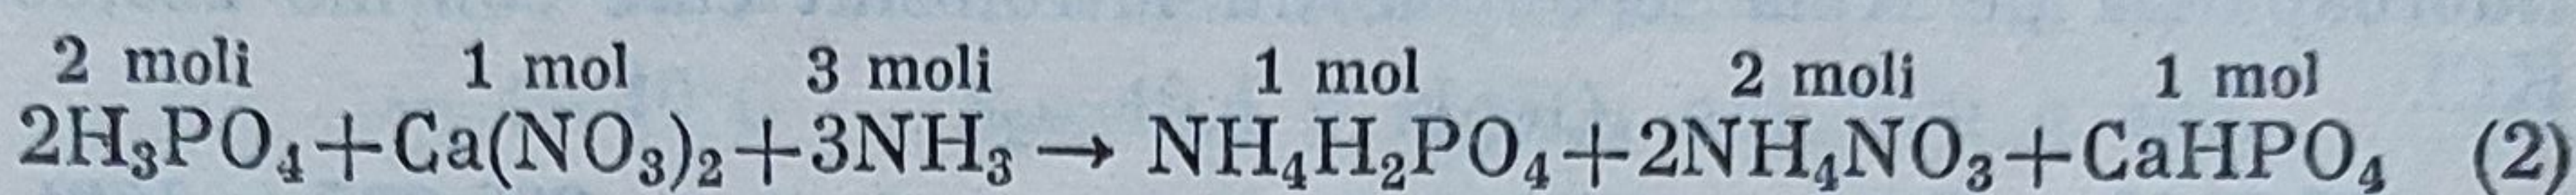 2 moli 1 mol 3 moli 1 mol 2 moli 1 mol
2H₃PO₄+Ca(NO₃)₂+3NH₃→NH₄H₂PO₄+2NH₄NO₃+CaHPO₄ (2)